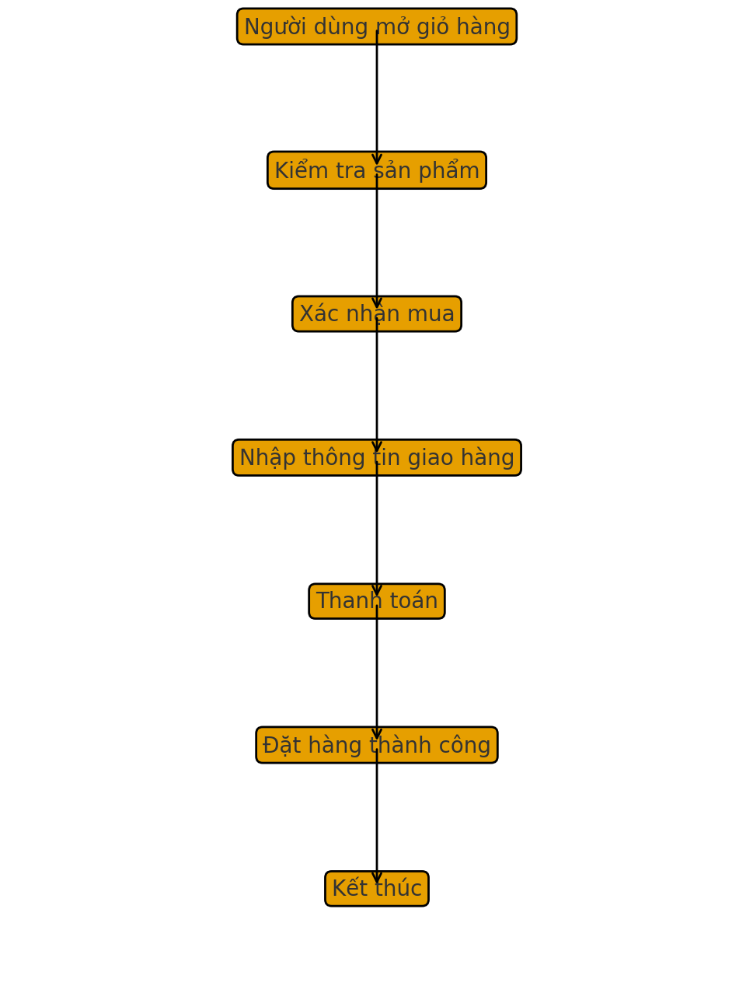 Người dùng mở giỏ hàng
Kiểm tra sản phẩm
Xác nhận mua
Nhập thông tin giao hàng
Thanh toán
Đặt hàng thành công
Kết thúc